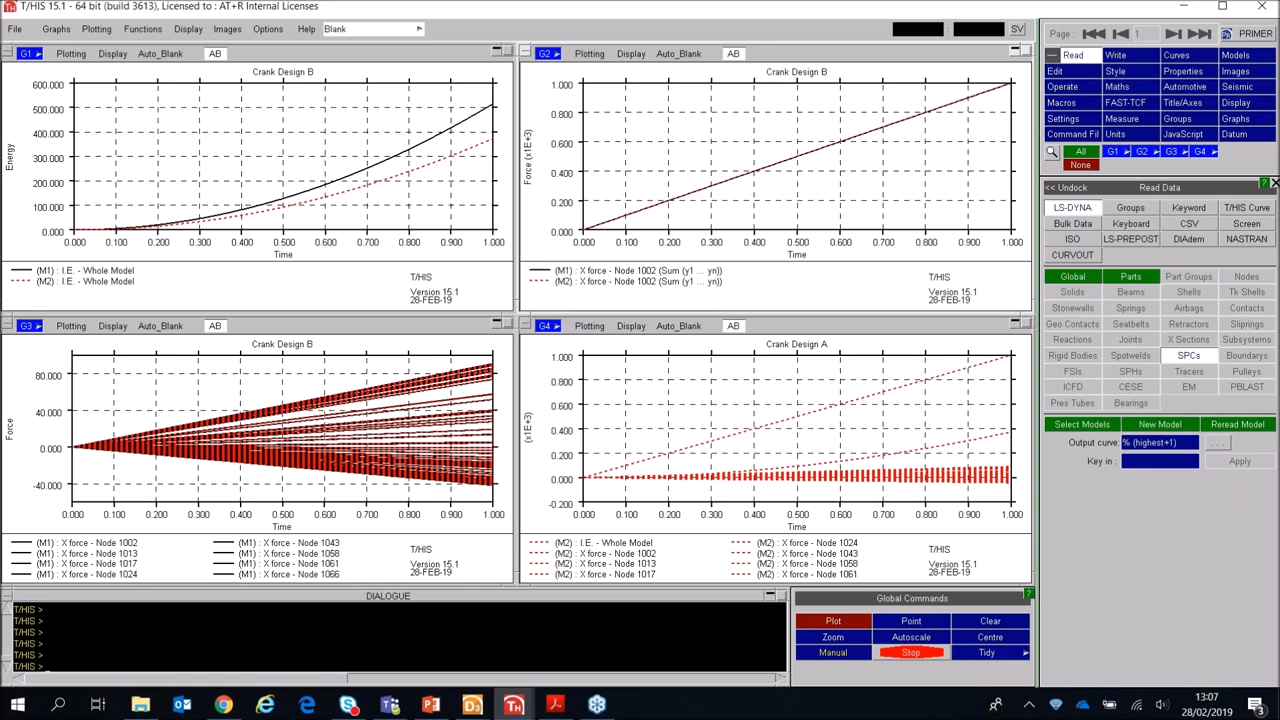 T/HIS 15.1 - 64 bit (build 3613), Licensed to : AT+R Internal Licenses
File Graphs Plotting Functions Display Images Options Help Blank SV
G1 Plotting Display Auto_Blank AB
Crank Design B
600.000
500.000
400.000
300.000
200.000
100.000
0.000
Energy
0.000 0.100 0.200 0.300 0.400 0.500 0.600 0.700 0.800 0.900 1.000
Time
(M1) : I.E. - Whole Model
(M2) : I.E. - Whole Model
T/HIS
Version 15.1
28-FEB-19
G2 Plotting Display Auto_Blank AB
Crank Design B
1.000
0.800
0.600
0.400
0.200
0.000
Force (x1E+3)
0.000 0.100 0.200 0.300 0.400 0.500 0.600 0.700 0.800 0.900 1.000
Time
(M1) : X force - Node 1002 (Sum (y1 ... yn))
(M2) : X force - Node 1002 (Sum (y1 ... yn))
T/HIS
Version 15.1
28-FEB-19
G3 Plotting Display Auto_Blank AB
Crank Design B
80.000
40.000
0.000
-40.000
Force
0.000 0.100 0.200 0.300 0.400 0.500 0.600 0.700 0.800 0.900 1.000
Time
(M1) : X force - Node 1002 (M1) : X force - Node 1043
(M1) : X force - Node 1013 (M1) : X force - Node 1058
(M1) : X force - Node 1017 (M1) : X force - Node 1061
(M1) : X force - Node 1024 (M1) : X force - Node 1066
T/HIS
Version 15.1
28-FEB-19
G4 Plotting Display Auto_Blank AB
Crank Design A
1.000
0.800
0.600
0.400
0.200
0.000
-0.200
(x1E+3)
0.000 0.100 0.200 0.300 0.400 0.500 0.600 0.700 0.800 0.900 1.000
Time
(M2) : I.E. - Whole Model (M2) : X force - Node 1024
(M2) : X force - Node 1002 (M2) : X force - Node 1043
(M2) : X force - Node 1013 (M2) : X force - Node 1058
(M2) : X force - Node 1017 (M2) : X force - Node 1061
T/HIS
Version 15.1
28-FEB-19
DIALOGUE
T/HIS >
T/HIS >
T/HIS >
T/HIS >
T/HIS >
T/HIS >
Global Commands ?
Plot Point Clear
Zoom Autoscale Centre
Manual Stop Tidy
Page : 1 PRIMER
Read Write Curves Models
Edit Style Properties Images
Operate Maths Automotive Seismic
Macros FAST-TCF Title/Axes Display
Settings Measure Groups Graphs
Command Fil Units JavaScript Datum
All G1 G2 G3 G4
None
<< Undock Read Data ? X
LS-DYNA Groups Keyword T/HIS Curve
Bulk Data Keyboard CSV Screen
ISO LS-PREPOST DIAdem NASTRAN
CURVOUT
Global Parts Part Groups Nodes
Solids Beams Shells Tk Shells
Stonewalls Springs Airbags Contacts
Geo Contacts Seatbelts Retractors Sliprings
Reactions Joints X Sections Subsystems
Rigid Bodies Spotwelds SPCs Boundarys
FSIs SPHs Tracers Pulleys
ICFD CESE EM PBLAST
Pres Tubes Bearings
Select Models New Model Reread Model
Output curve: % (highest+1) ...
Key in : Apply
13:07
28/02/2019
3